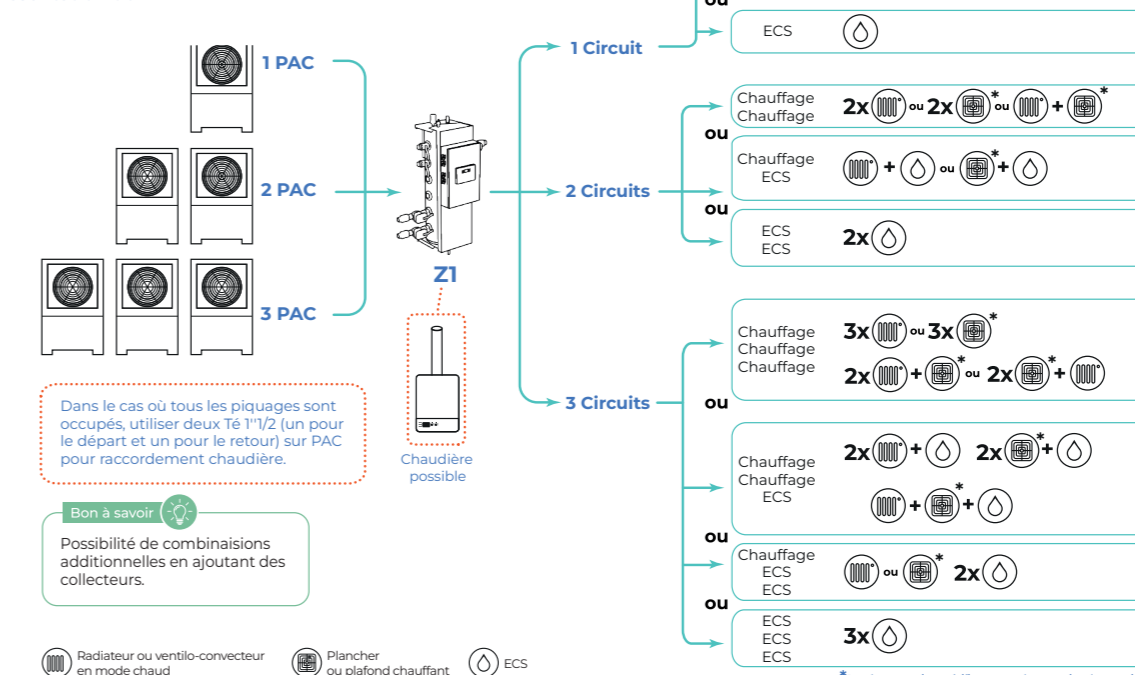 ou
1 PAC
2 PAC
3 PAC
Z1
Chaudière
possible
1 Circuit
ECS
2 Circuits
Chauffage
Chauffage
2x ou 2x * ou + *
ou
Chauffage
ECS
+ ou * +
ou
ECS
ECS
2x
3 Circuits
Chauffage
Chauffage
Chauffage
3x ou 3x *
2x + * ou 2x * +
ou
Chauffage
Chauffage
ECS
2x + 2x * +
+ * +
ou
Chauffage
ECS
ECS
ou * 2x
ou
ECS
ECS
ECS
3x
Dans le cas où tous les piquages sont
occupés, utiliser deux Té 1''1/2 (un pour
le départ et un pour le retour) sur PAC
pour raccordement chaudière.
Bon à savoir
Possibilité de combinaisions
additionnelles en ajoutant des
collecteurs.
Radiateur ou ventilo-convecteur
en mode chaud
Plancher
ou plafond chauffant
ECS
*